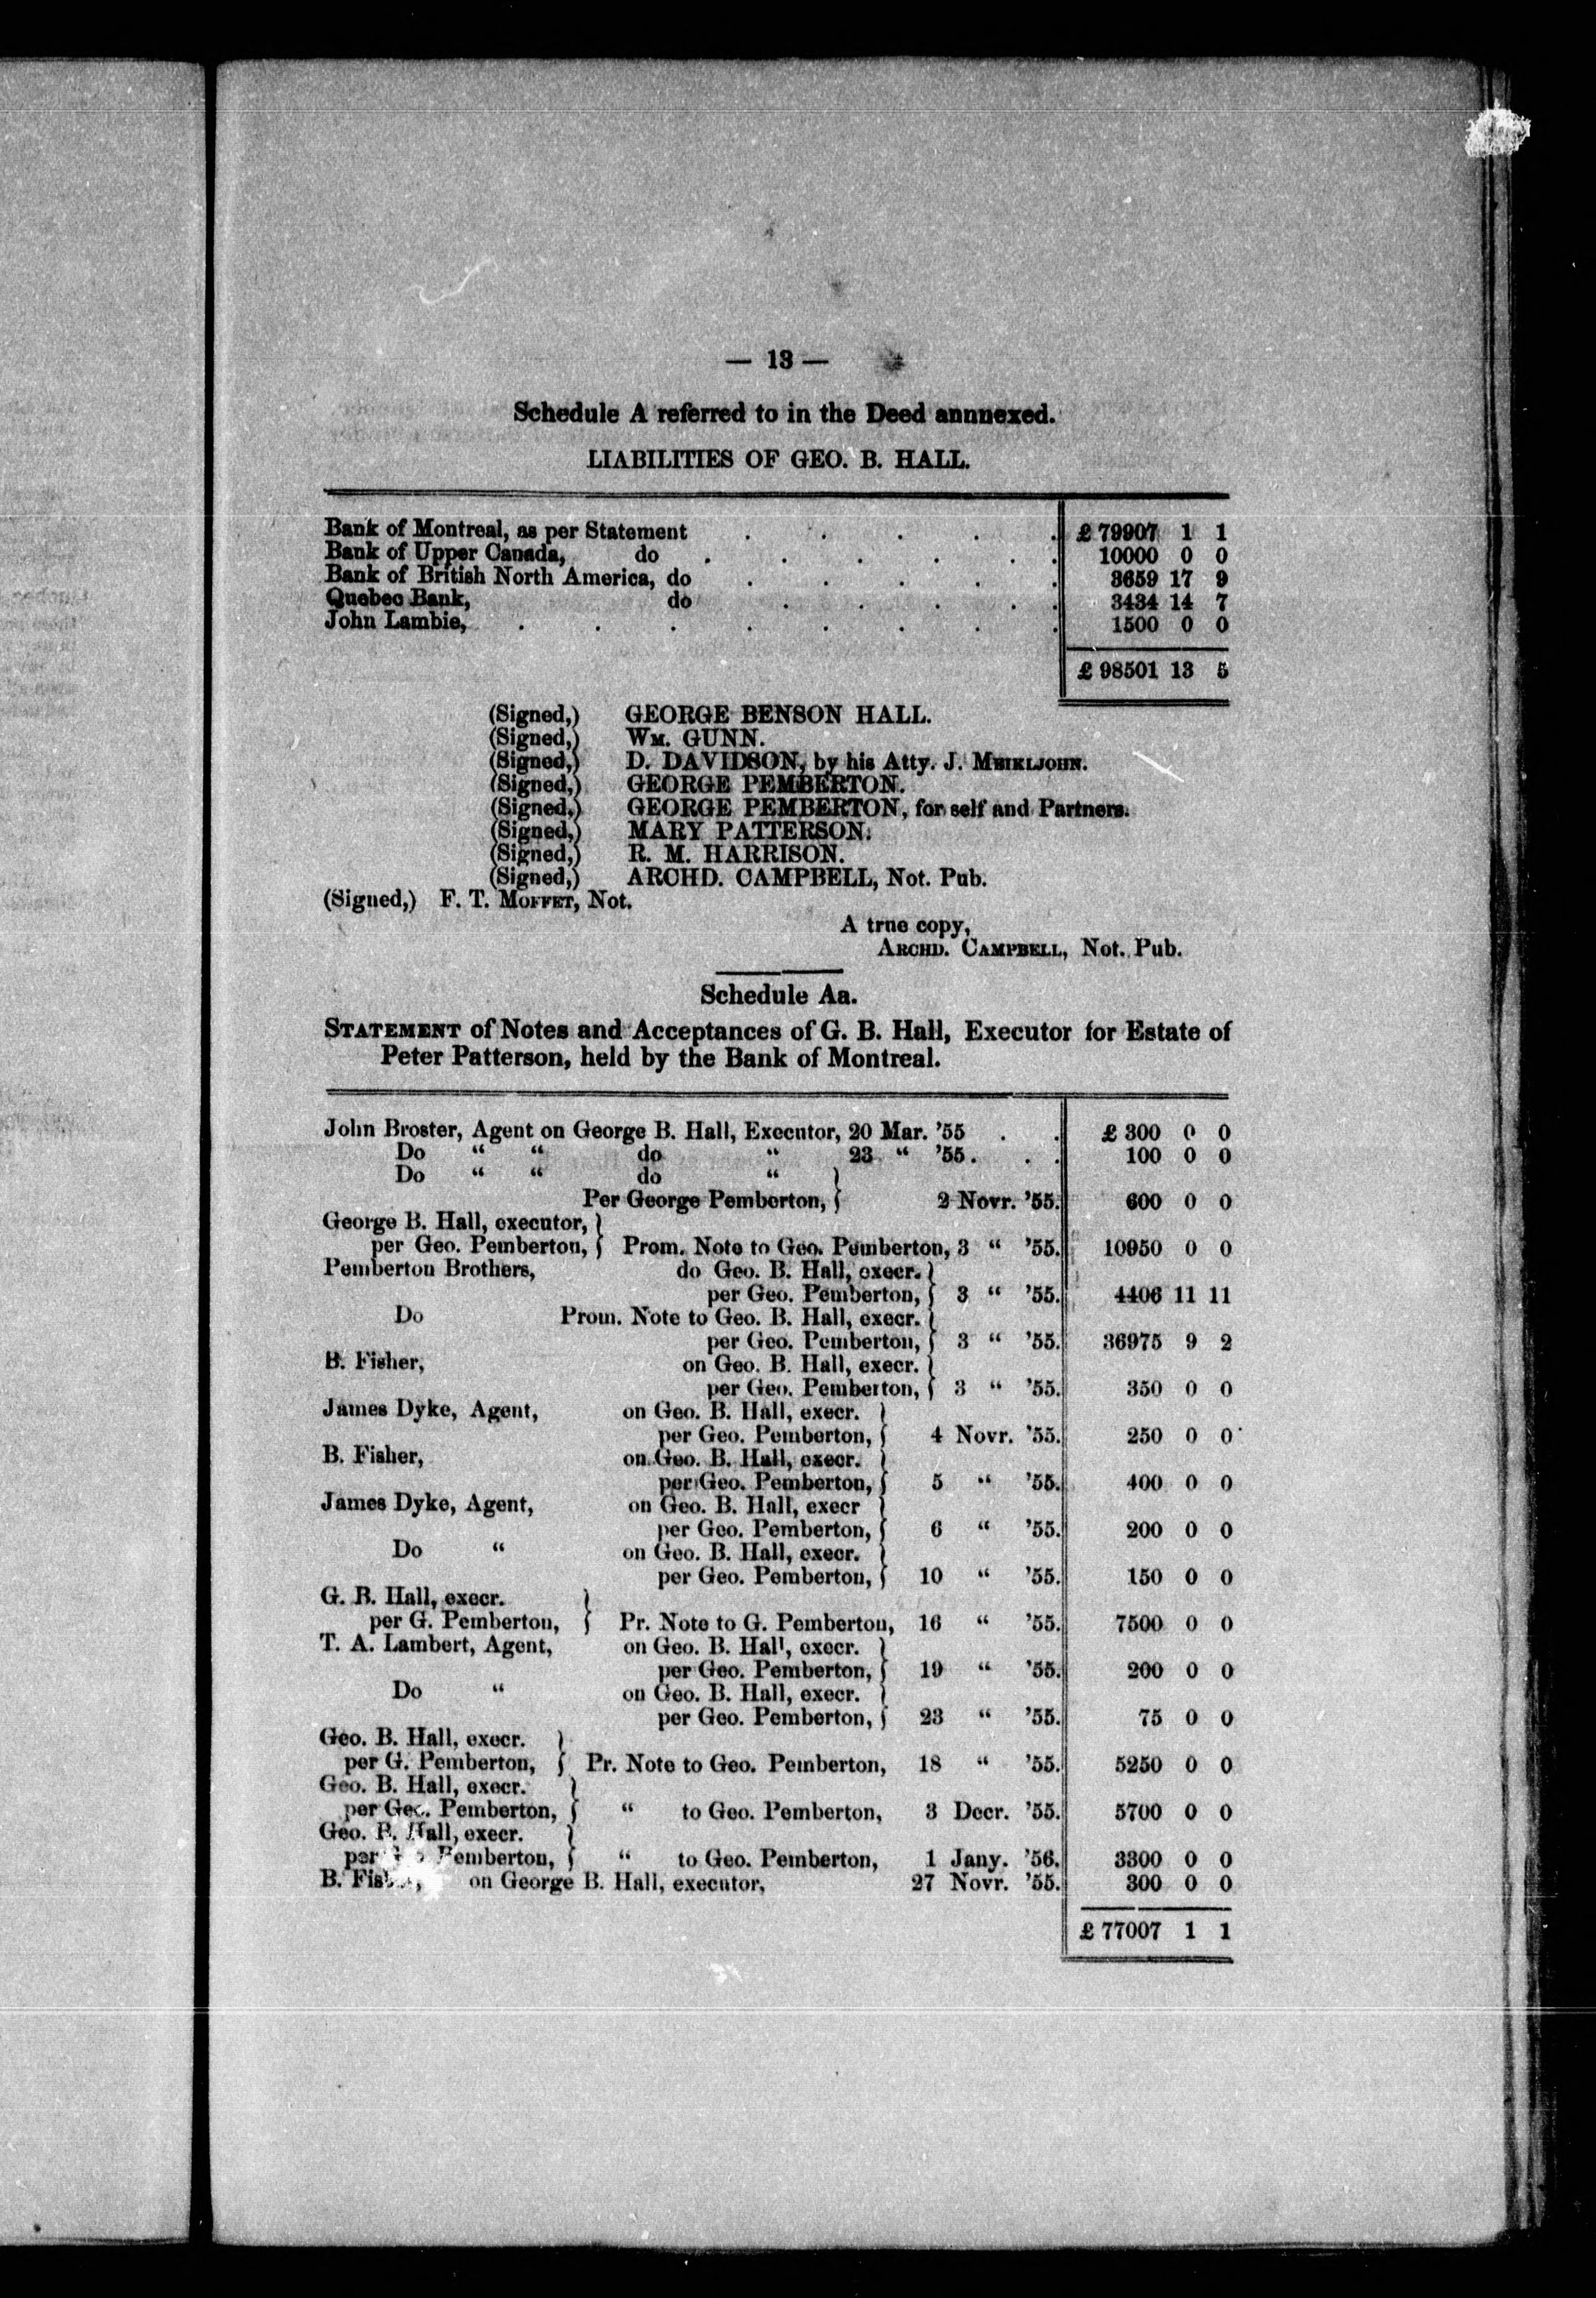 — 13 —
Schedule A referred to in the Deed annnexed.
LIABILITIES OF GEO. B. HALL.
Bank of Montreal, as per Statement . . . . . £ 79907 1 1
Bank of Upper Canada, do . . . . . . 10000 0 0
Bank of British North America, do . . . . . 3659 17 9
Quebec Bank, do . . . . . 3434 14 7
John Lambie, . . . . . . . . 1500 0 0
£ 98501 13 5
(Signed,) GEORGE BENSON HALL.
(Signed,) WM. GUNN.
(Signed,) D. DAVIDSON, by his Atty. J. MEIKLJOHN.
(Signed,) GEORGE PEMBERTON.
(Signed,) GEORGE PEMBERTON, for self and Partners.
(Signed,) MARY PATTERSON.
(Signed,) R. M. HARRISON.
(Signed,) ARCHD. CAMPBELL, Not. Pub.
(Signed,) F. T. MOFFET, Not.
A trne copy,
ARCHD. CAMPBELL, Not. Pub.
Schedule Aa.
STATEMENT of Notes and Acceptances of G. B. Hall, Executor for Estate of
Peter Patterson, held by the Bank of Montreal.
John Broster, Agent on George B. Hall, Execntor, 20 Mar. '55 . . £ 300 0 0
Do “ “ do “ 23 “ '55 . . . 100 0 0
Do “ “ do “ }
Per George Pemberton, } 2 Novr. '55. 600 0 0
George B. Hall, executor, }
per Geo. Pemberton, } Prom. Note to Geo. Pemberton, 3 “ '55. 10950 0 0
Pemberton Brothers, do Geo. B. Hall, execr. }
per Geo. Pemberton, } 3 “ '55. 4406 11 11
Do Prom. Note to Geo. B. Hall, execr. }
per Geo. Pemberton, } 3 “ '55. 36975 9 2
B. Fisher, on Geo. B. Hall, execr. }
per Geo. Pemberton, } 3 “ '55. 350 0 0
James Dyke, Agent, on Geo. B. Hall, execr. }
per Geo. Pemberton, } 4 Novr. '55. 250 0 0
B. Fisher, on Geo. B. Hall, execr. }
per Geo. Pemberton, } 5 “ '55. 400 0 0
James Dyke, Agent, on Geo. B. Hall, execr }
per Geo. Pemberton, } 6 “ '55. 200 0 0
Do “ on Geo. B. Hall, execr. }
per Geo. Pemberton, } 10 “ '55. 150 0 0
G. B. Hall, execr. }
per G. Pemberton, } Pr. Note to G. Pemberton, 16 “ '55. 7500 0 0
T. A. Lambert, Agent, on Geo. B. Hall, execr. }
per Geo. Pemberton, } 19 “ '55. 200 0 0
Do “ on Geo. B. Hall, execr. }
per Geo. Pemberton, } 23 “ '55. 75 0 0
Geo. B. Hall, execr. }
per G. Pemberton, } Pr. Note to Geo. Pemberton, 18 “ '55. 5250 0 0
Geo. B. Hall, execr. }
per Geo. Pemberton, } “ to Geo. Pemberton, 3 Decr. '55. 5700 0 0
Geo. B. Hall, execr. }
per Pemberton, } “ to Geo. Pemberton, 1 Jany. '56. 3300 0 0
B. on George B. Hall, executor, 27 Novr. '55. 300 0 0
£ 77007 1 1